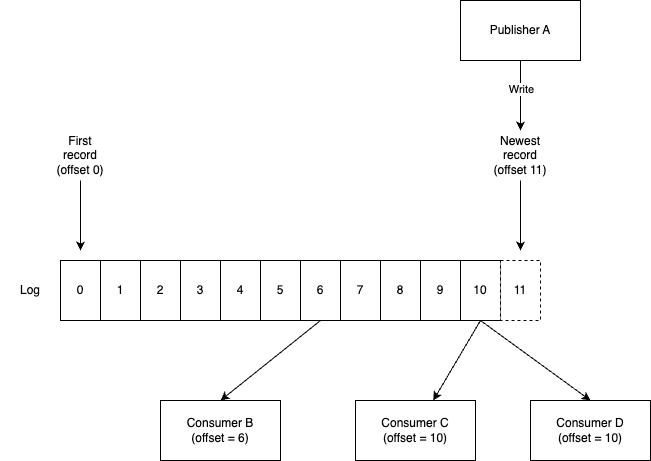 Publisher A
Write
First
record
(offset 0)
Newest
record
(offset 11)
Log 0 1 2 3 4 5 6 7 8 9 10 11
Consumer B
(offset = 6)
Consumer C
(offset = 10)
Consumer D
(offset = 10)